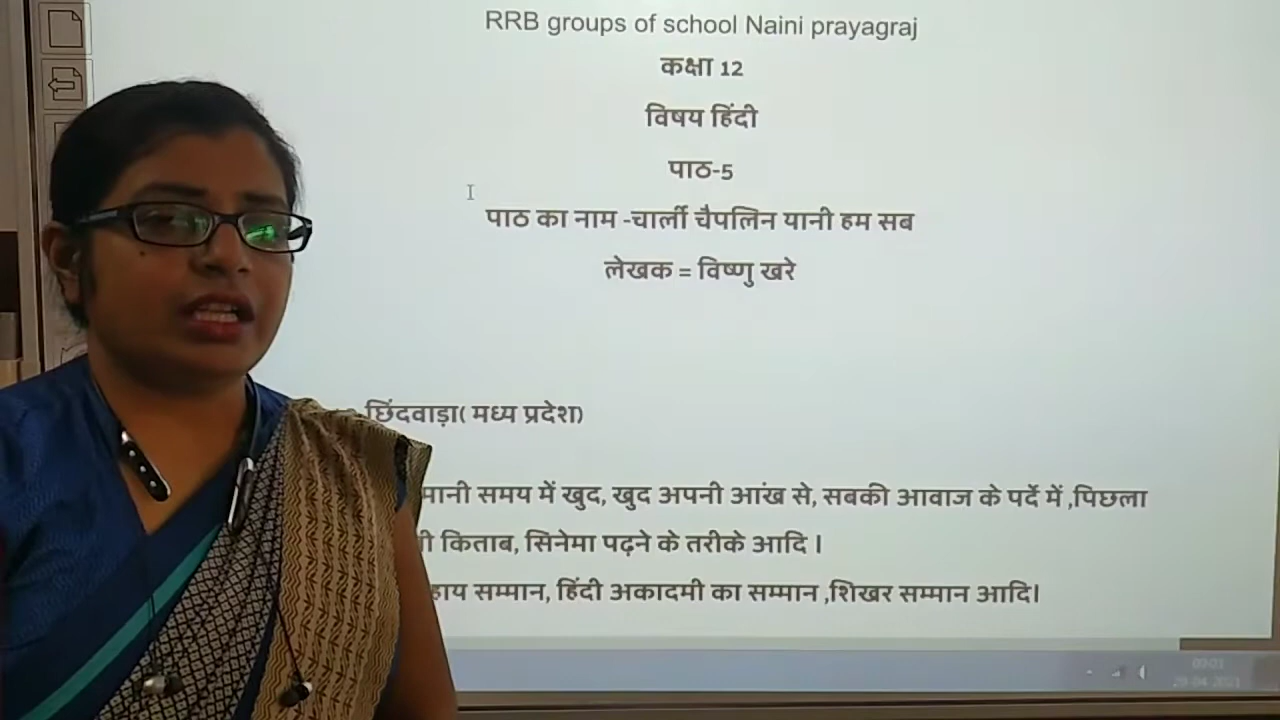 RRB groups of school Naini prayagraj
कक्षा 12
विषय हिंदी
पाठ-5
पाठ का नाम -चार्ली चैपलिन यानी हम सब
लेखक = विष्णु खरे
छिंदवाड़ा( मध्य प्रदेश)
समय में खुद, खुद अपनी आंख से, सबकी आवाज के पर्दे में ,पिछला
किताब, सिनेमा पढ़ने के तरीके आदि ।
सम्मान, हिंदी अकादमी का सम्मान ,शिखर सम्मान आदि।